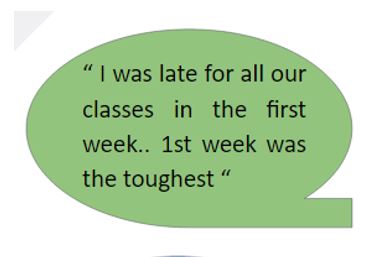 “ I was late for all our
classes in the first
week.. 1st week was
the toughest “